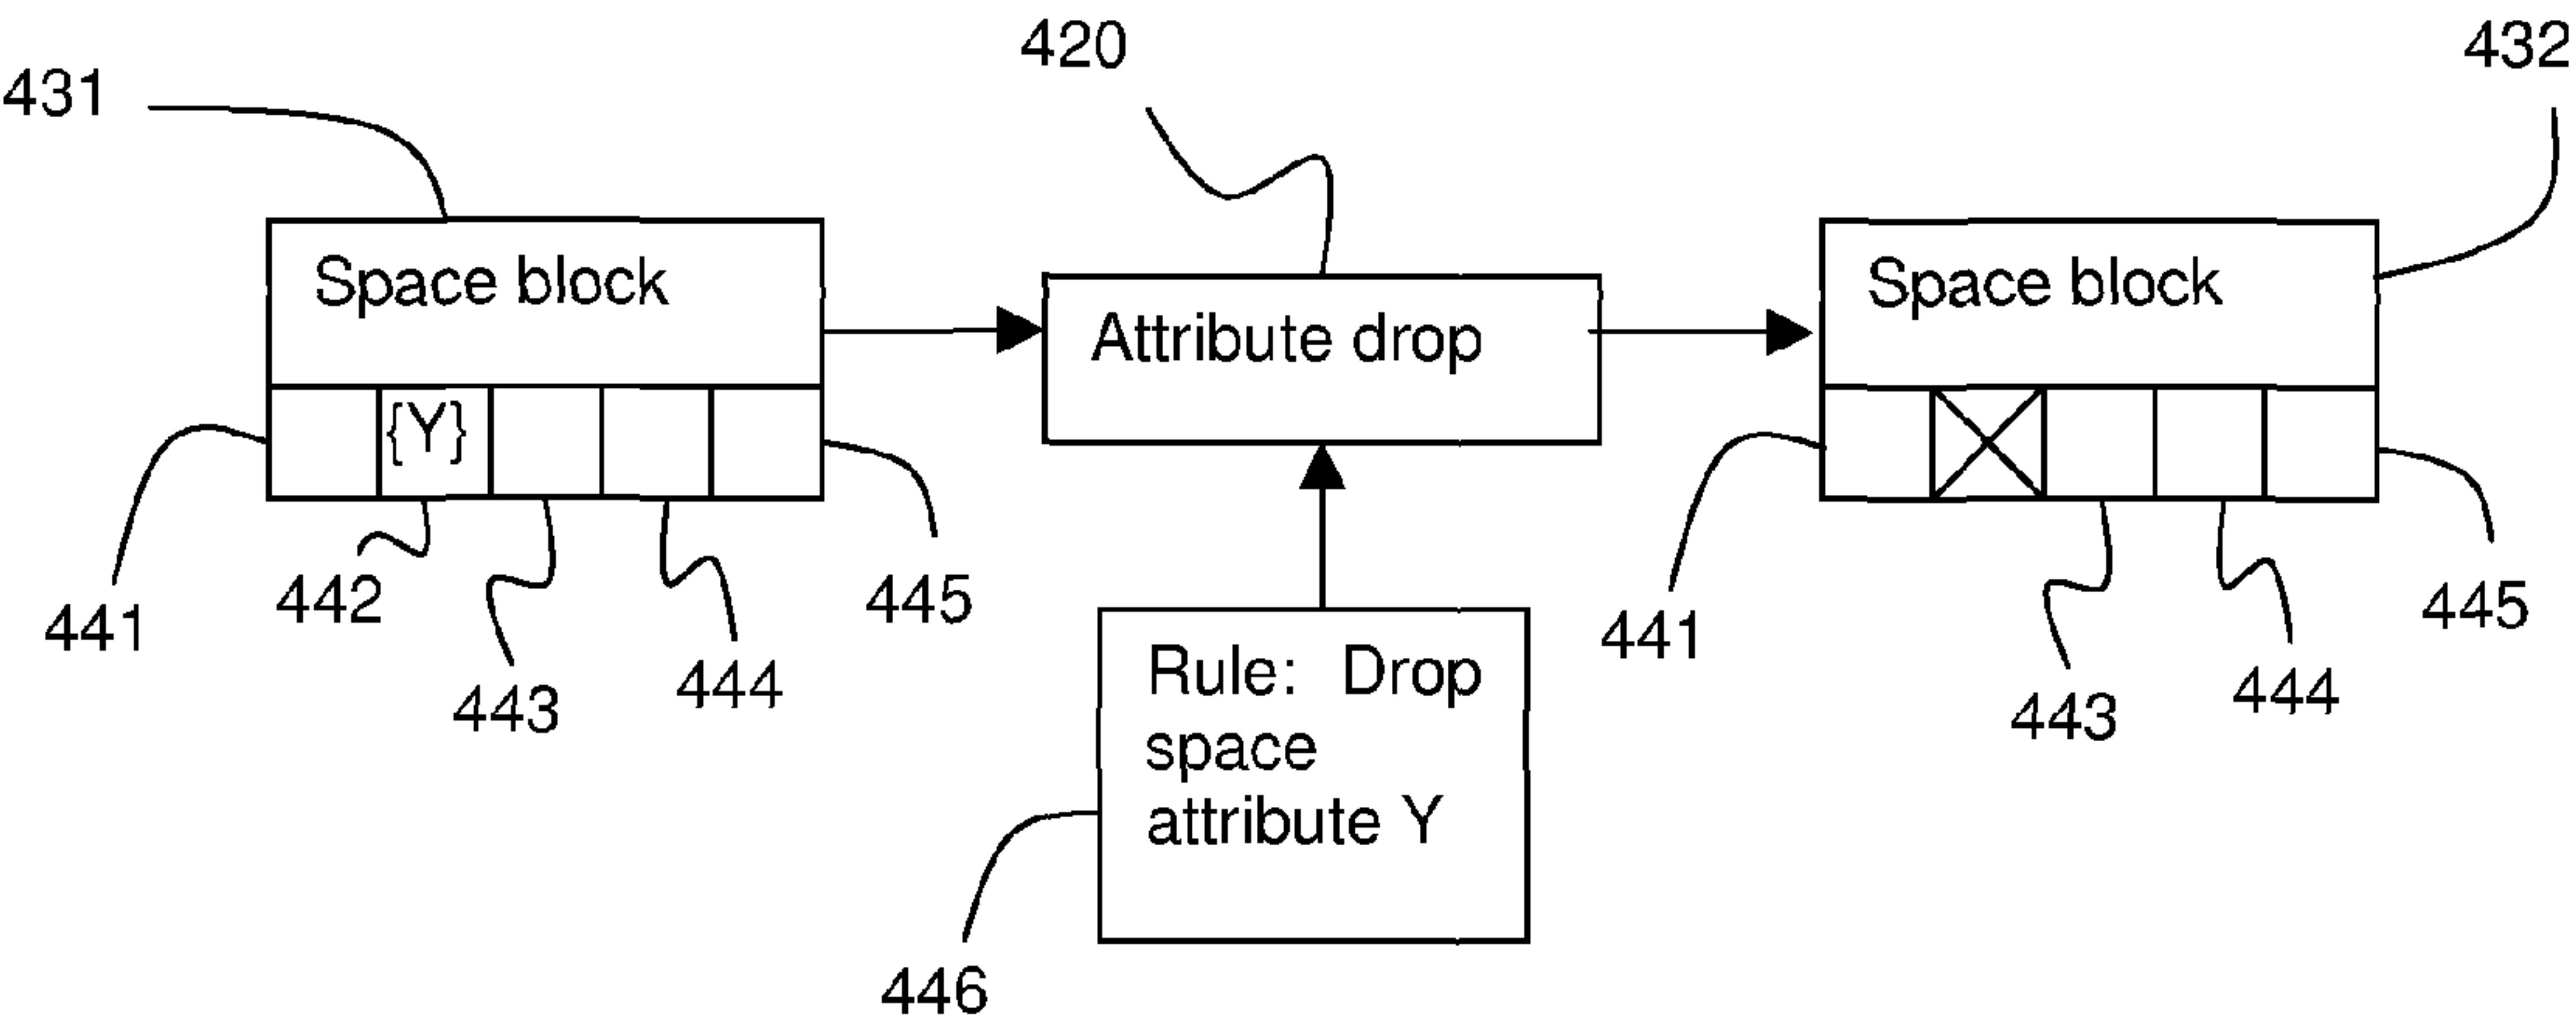 420
432
431
Space block
Attribute drop
Space block
{Y}
441
442
443
444
445
Rule: Drop
space
attribute Y
446
441
443
444
445